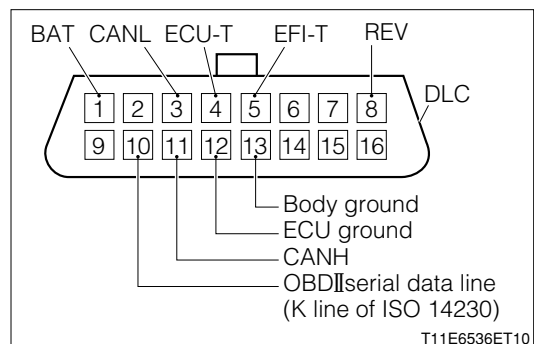 BAT CANL ECU-T EFI-T REV
DLC
1 2 3 4 5 6 7 8
9 10 11 12 13 14 15 16
Body ground
ECU ground
CANH
OBDⅡserial data line
(K line of ISO 14230)
T11E6536ET10